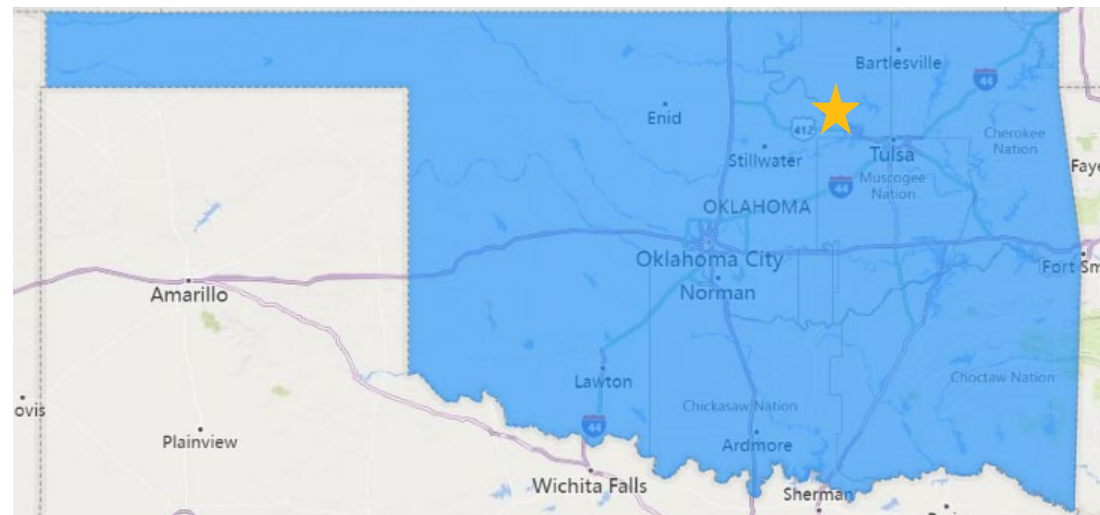 Bartlesville
44
Enid
412
Cherokee
Nation
Stillwater
Tulsa
Faye
Muscogee
Nation
44
OKLAHOMA
Oklahoma City
Fort Sm
Amarillo
Norman
Lawton
Choctaw Nation
ovis
Chickasaw Nation
44
Plainview
Ardmore
Wichita Falls
Sherman